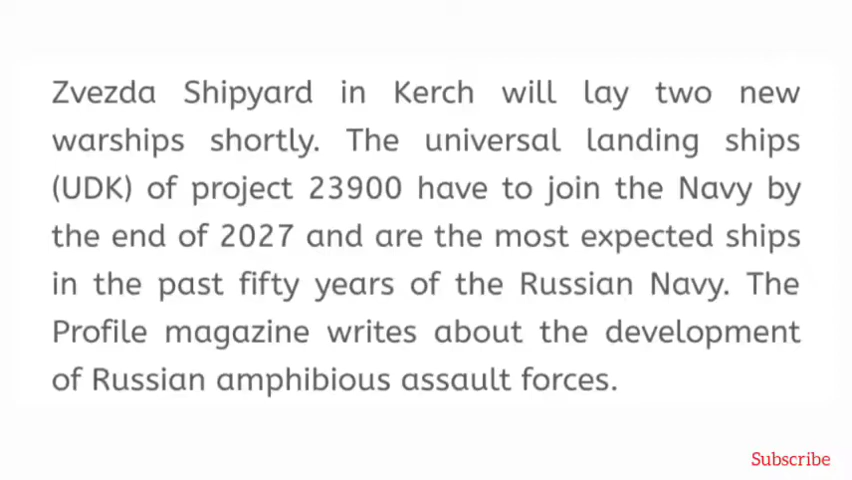 Zvezda Shipyard in Kerch will lay two new
warships shortly. The universal landing ships
(UDK) of project 23900 have to join the Navy by
the end of 2027 and are the most expected ships
in the past fifty years of the Russian Navy. The
Profile magazine writes about the development
of Russian amphibious assault forces.
Subscribe